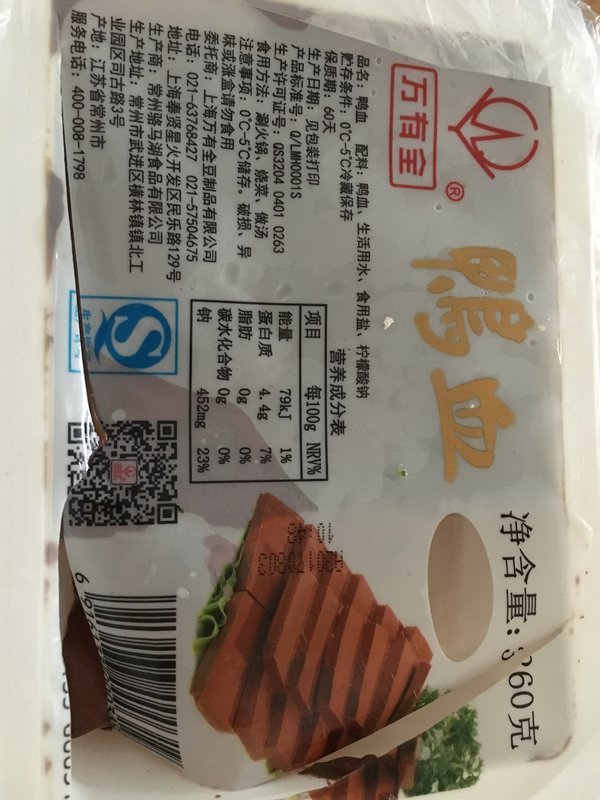 万有全
®
鸭血
净含量:360克
品名：鸭血 配料：鸭血、生活用水、食用盐、柠檬酸钠
贮存条件：0℃-5℃冷藏保存
保质期：60天
生产日期：见包装打印
产品标准号：Q/LMH0001S
生产许可证号：QS3204 0401 0263
食用方法：涮火锅、烧菜、做汤
注意事项：0℃-5℃储存。破损、异
味或涨盒请勿食用
委托商：上海万有全豆制品有限公司
电话：021-63768427 021-57504675
地址：上海奉贤星火开发区民乐路129号
生产商：常州骆马湖食品有限公司
生产地址：常州市武进区横林镇镇北工
业园区司古路3号
产地：江苏省常州市
服务电话：400-008-1798
营养成分表
项目 每100g NRV%
能量 79kJ 1%
蛋白质 4.4g 7%
脂肪 0g 0%
碳水化合物 0g 0%
钠 452mg 23%